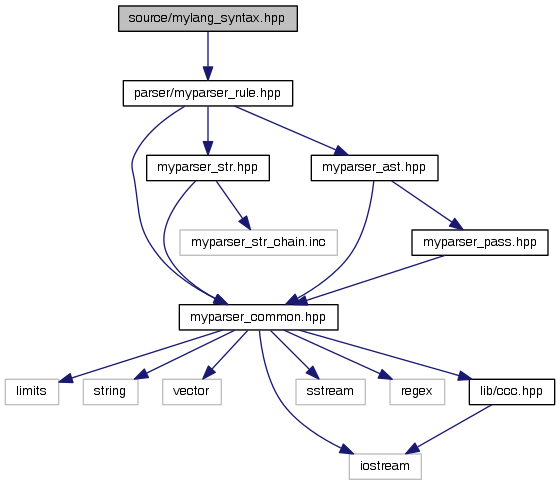 source/mylang_syntax.hpp
parser/myparser_rule.hpp
myparser_str.hpp
myparser_ast.hpp
myparser_str_chain.inc
myparser_pass.hpp
myparser_common.hpp
limits
string
vector
sstream
regex
lib/ccc.hpp
iostream